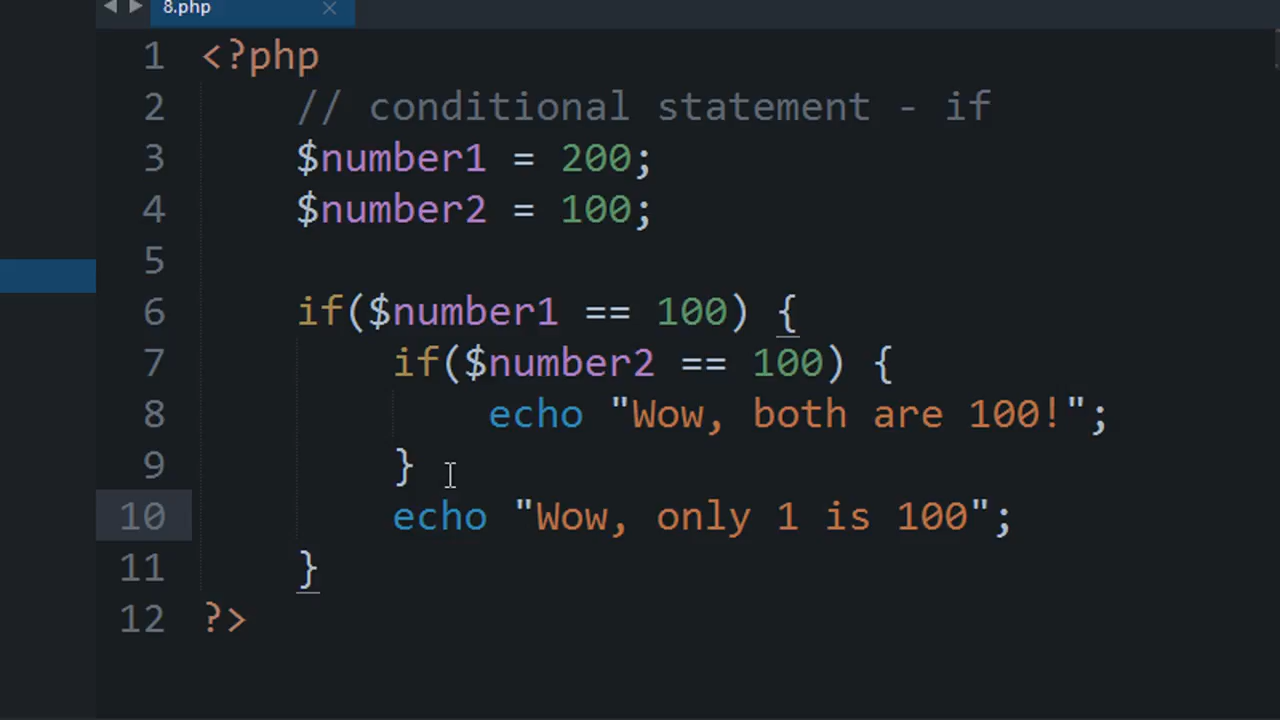 8.php
1 <?php
2 // conditional statement - if
3 $number1 = 200;
4 $number2 = 100;
5
6 if($number1 == 100) {
7 if($number2 == 100) {
8 echo "Wow, both are 100!";
9 }
10 echo "Wow, only 1 is 100";
11 }
12 ?>